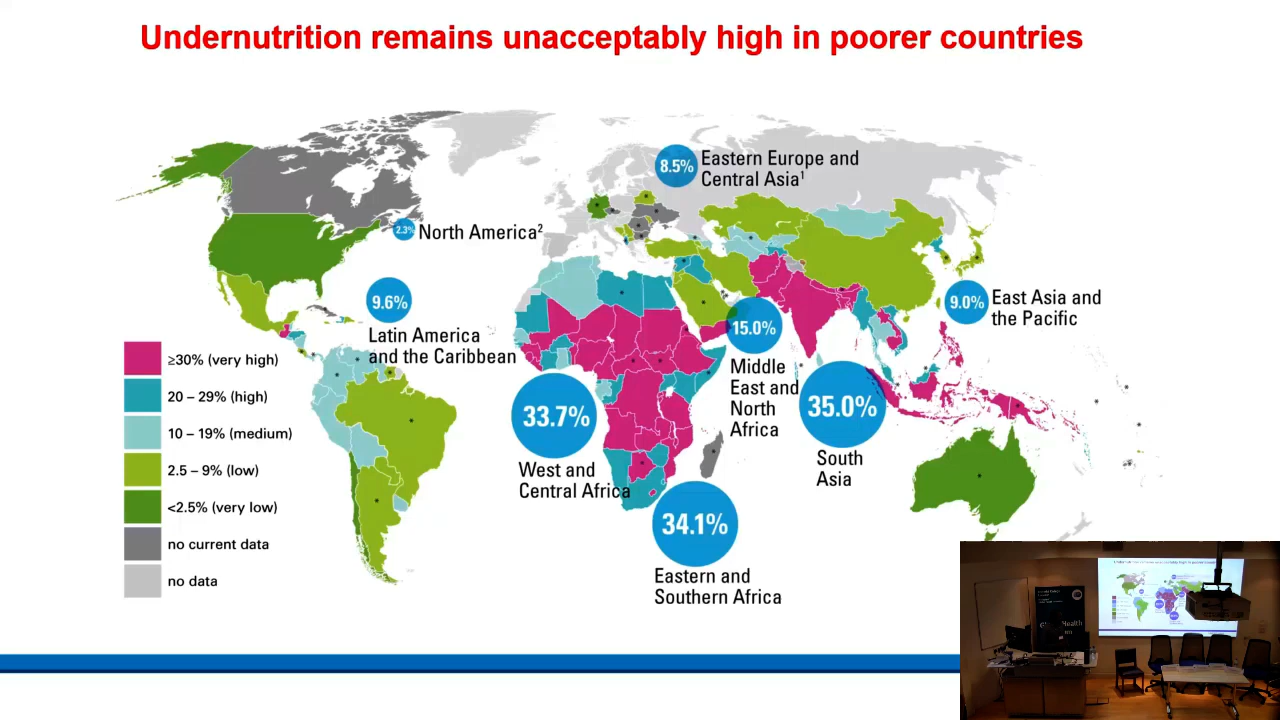 Undernutrition remains unacceptably high in poorer countries
8.5%
Eastern Europe and
Central Asia¹
2.3%
North America²
9.6%
Latin America
and the Caribbean
9.0%
East Asia and
the Pacific
15.0%
Middle
East and
North
Africa
33.7%
West and
Central Africa
35.0%
South
Asia
34.1%
Eastern and
Southern Africa
≥30% (very high)
20 – 29% (high)
10 – 19% (medium)
2.5 – 9% (low)
<2.5% (very low)
no current data
no data